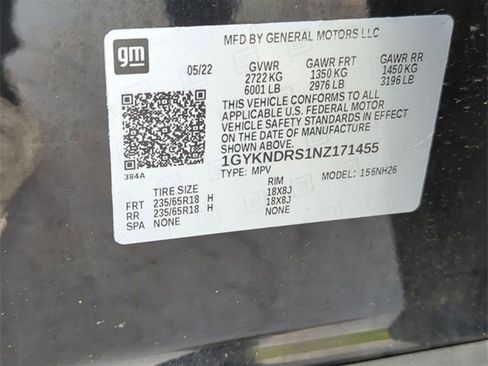 gm
MFD BY GENERAL MOTORS LLC
05/22 GVWR GAWR FRT GAWR RR
2722 KG 1350 KG 1450 KG
6001 LB 2976 LB 3196 LB
THIS VEHICLE CONFORMS TO ALL
APPLICABLE U.S. FEDERAL MOTOR
VEHICLE SAFETY STANDARDS IN EFFECT
ON THE DATE OF MANUFACTURE
SHOWN ABOVE.
384A
1GYKNDRS1NZ171455
TYPE: MPV MODEL: 156NH26
TIRE SIZE RIM
FRT 235/65R18 H 18X8J
RR 235/65R18 H 18X8J
SPA NONE NONE